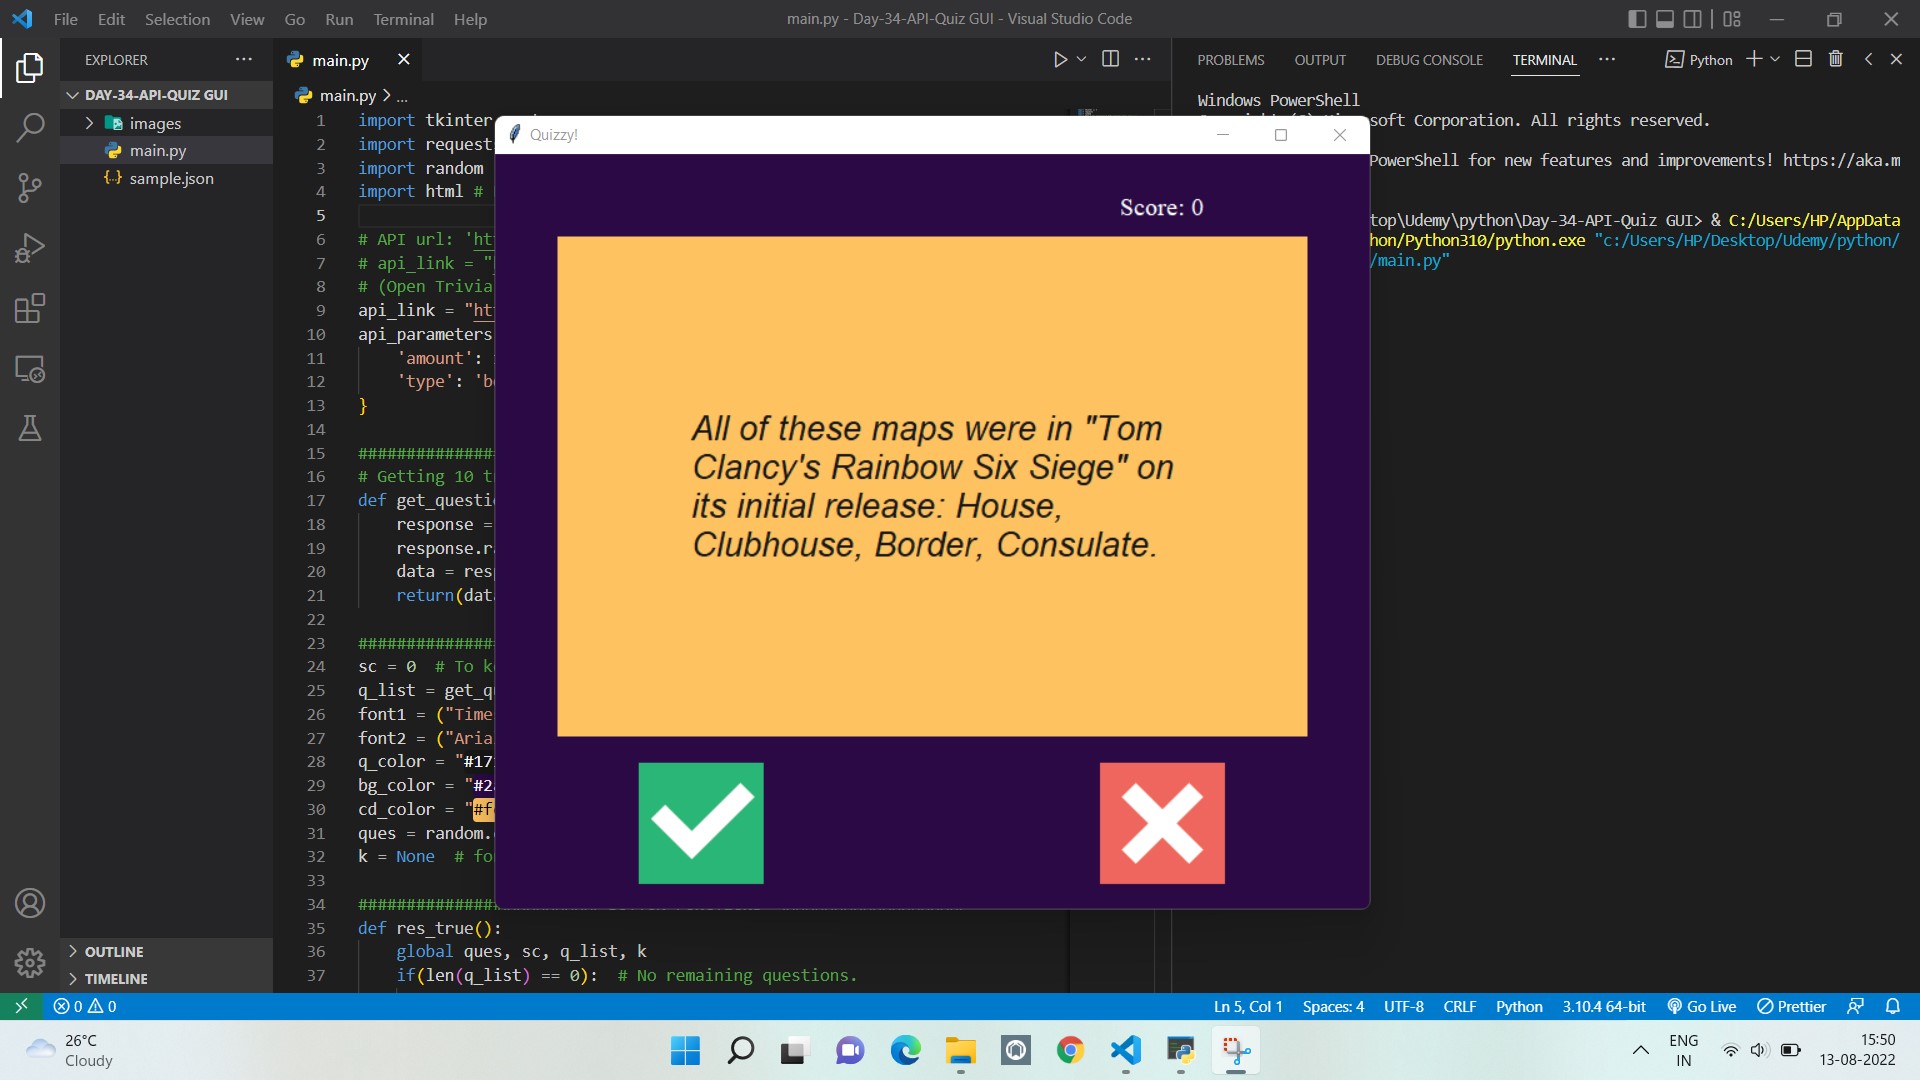 File Edit Selection View Go Run Terminal Help
main.py - Day-34-API-Quiz GUI - Visual Studio Code
EXPLORER
DAY-34-API-QUIZ GUI
images
main.py
sample.json
OUTLINE
TIMELINE
main.py
main.py > ...
1 import tkinter
2 import request
3 import random
4 import html #
5
6 # API url: 'ht
7 # api_link = "
8 # (Open Trivia
9 api_link = "ht
10 api_parameters
11 'amount':
12 'type': 'b
13 }
14
15 ##############
16 # Getting 10 t
17 def get_questi
18 response =
19 response.r
20 data = res
21 return(dat
22
23 ##############
24 sc = 0 # To k
25 q_list = get_q
26 font1 = ("Time
27 font2 = ("Aria
28 q_color = "#17
29 bg_color = "#2
30 cd_color = "#f
31 ques = random.
32 k = None # fo
33
34 ##############
35 def res_true():
36 global ques, sc, q_list, k
37 if(len(q_list) == 0): # No remaining questions.
Quizzy!
Score: 0
All of these maps were in "Tom
Clancy's Rainbow Six Siege" on
its initial release: House,
Clubhouse, Border, Consulate.
PROBLEMS OUTPUT DEBUG CONSOLE TERMINAL
Python
Windows PowerShell
soft Corporation. All rights reserved.
PowerShell for new features and improvements! https://aka.m
top\Udemy\python\Day-34-API-Quiz GUI> & C:/Users/HP/AppData
hon/Python310/python.exe "c:/Users/HP/Desktop/Udemy/python/
/main.py"
0 0
Ln 5, Col 1 Spaces: 4 UTF-8 CRLF Python 3.10.4 64-bit Go Live Prettier
26°C
Cloudy
ENG
IN
15:50
13-08-2022